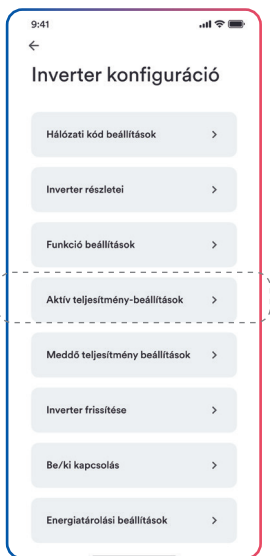 9:41
Inverter konfiguráció
Hálózati kód beállítások
Inverter részletei
Funkció beállítások
Aktív teljesítmény-beállítások
Meddő teljesítmény beállítások
Inverter frissítése
Be/ki kapcsolás
Energiatárolási beállítások